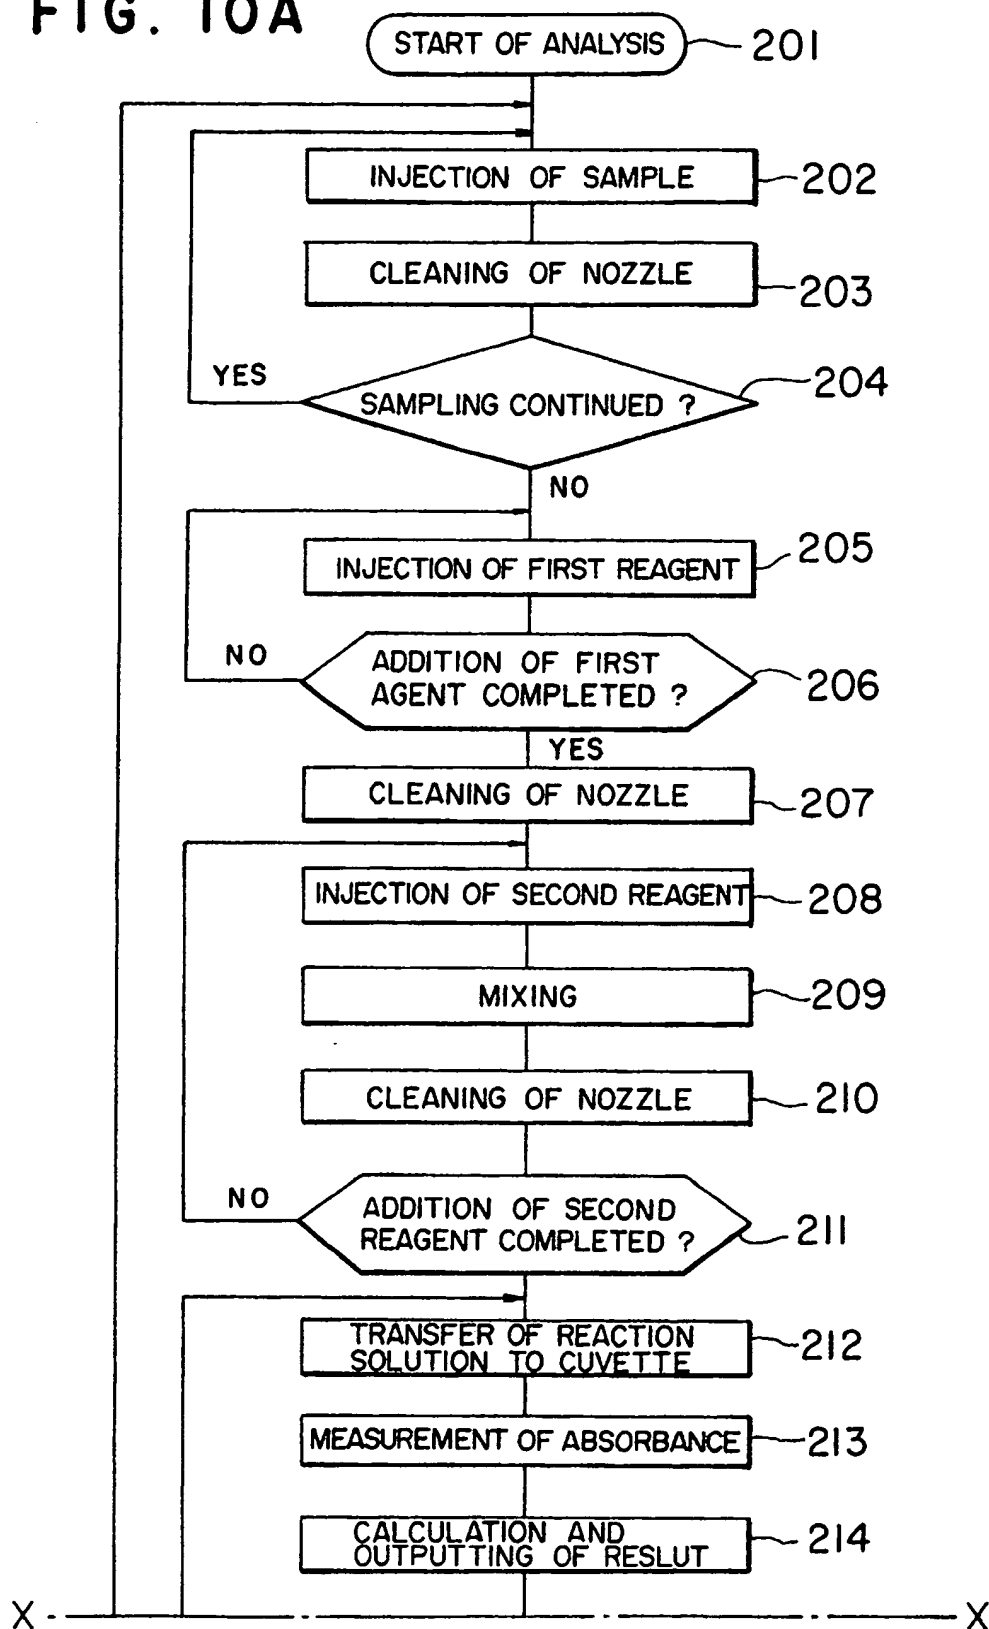 FIG. 10A
START OF ANALYSIS
201
INJECTION OF SAMPLE
202
CLEANING OF NOZZLE
203
YES
SAMPLING CONTINUED ?
204
NO
INJECTION OF FIRST REAGENT
205
NO
ADDITION OF FIRST
AGENT COMPLETED ?
206
YES
CLEANING OF NOZZLE
207
INJECTION OF SECOND REAGENT
208
MIXING
209
CLEANING OF NOZZLE
210
NO
ADDITION OF SECOND
REAGENT COMPLETED ?
211
TRANSFER OF REACTION
SOLUTION TO CUVETTE
212
MEASUREMENT OF ABSORBANCE
213
CALCULATION AND
OUTPUTTING OF RESLUT
214
X X